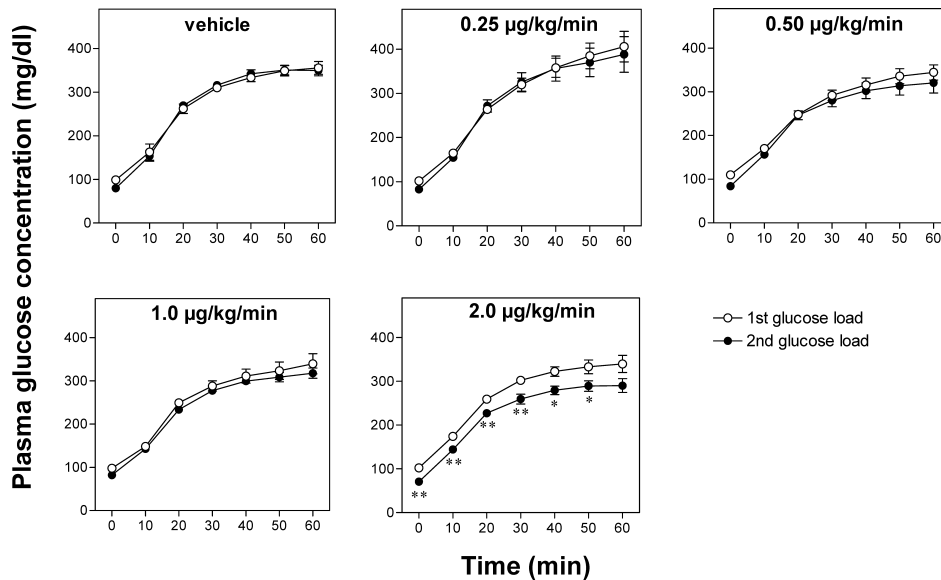 vehicle
0.25 µg/kg/min
0.50 µg/kg/min
Plasma glucose concentration (mg/dl)
400
300
200
100
0
0 10 20 30 40 50 60
400
300
200
100
0
0 10 20 30 40 50 60
400
300
200
100
0
0 10 20 30 40 50 60
1.0 µg/kg/min
2.0 µg/kg/min
400
300
200
100
0
0 10 20 30 40 50 60
400
300
200
100
0
** ** ** ** * *
0 10 20 30 40 50 60
1st glucose load
2nd glucose load
Time (min)